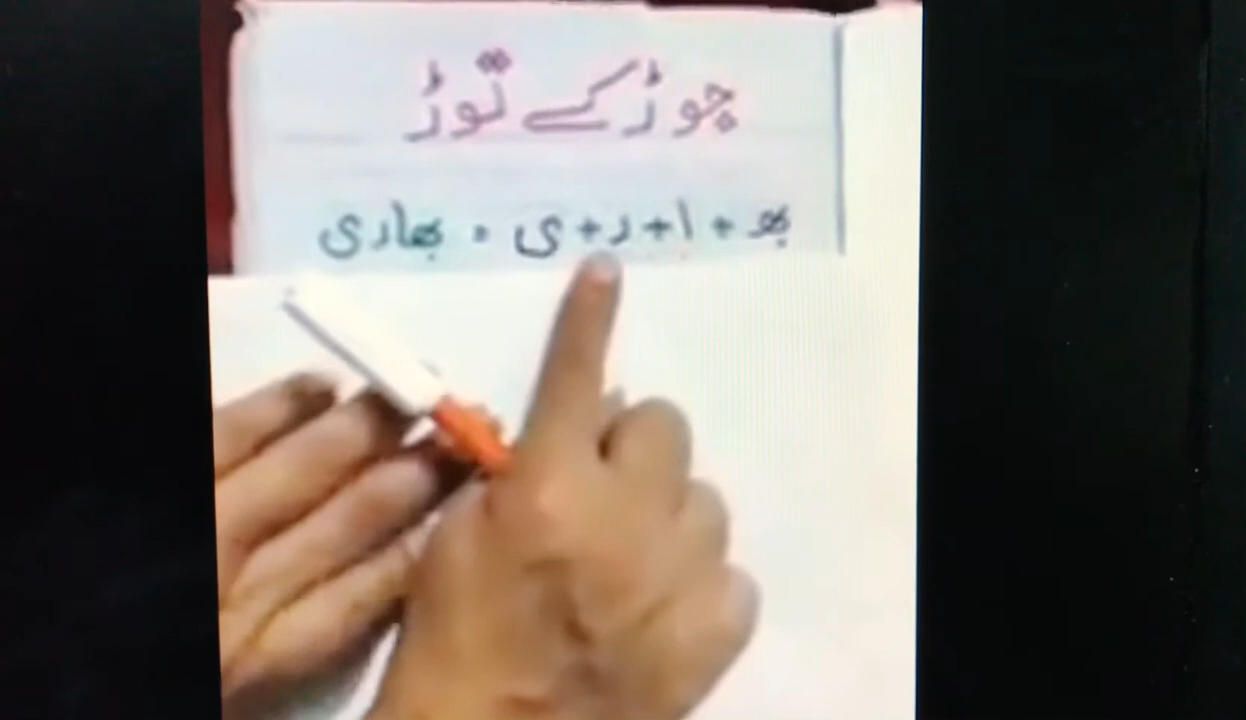 جوڑ کے توڑ
بھ + ا + ر + ی = بھاری